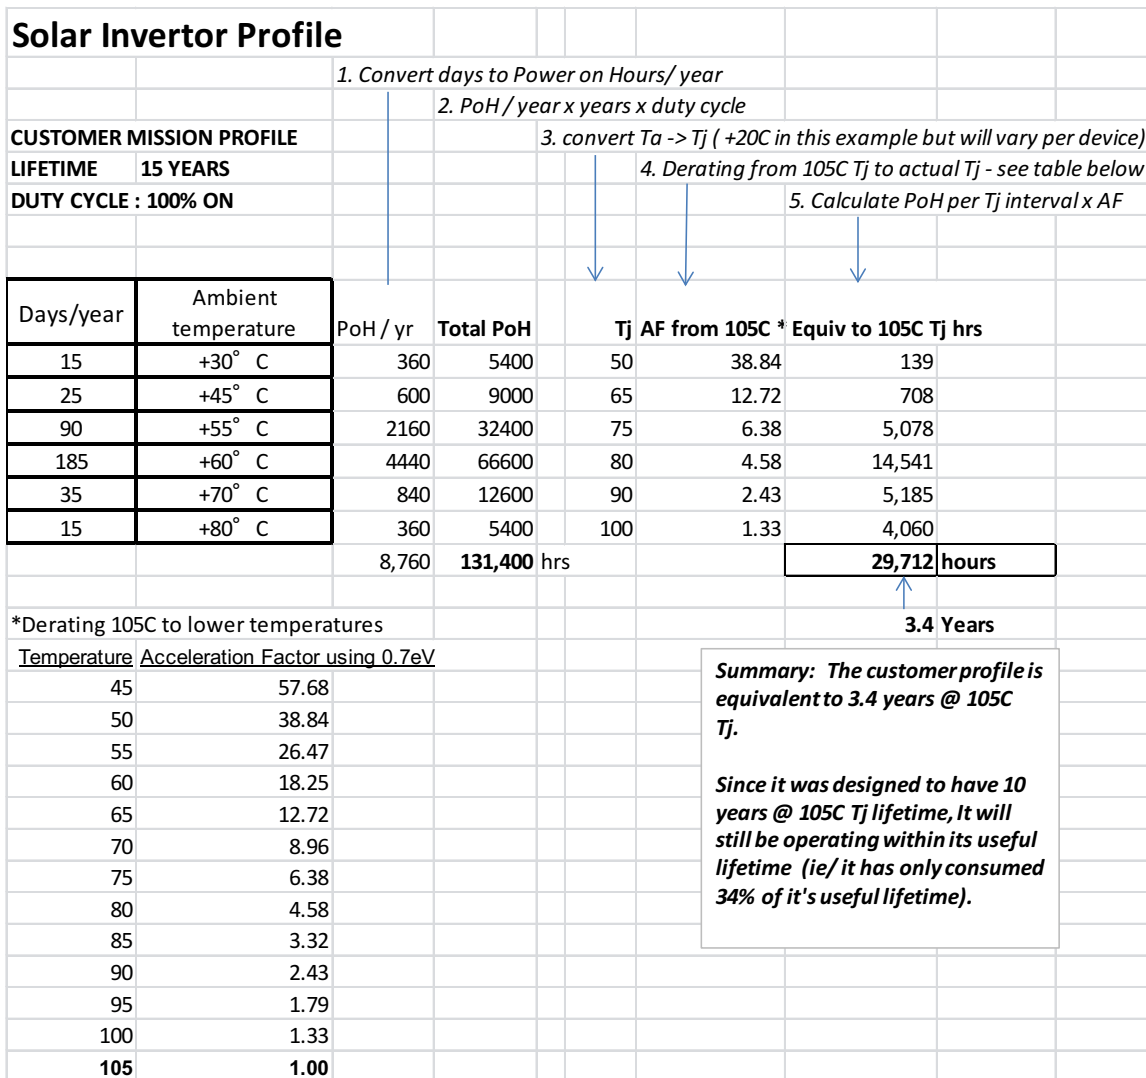 Solar Invertor Profile
1. Convert days to Power on Hours/ year
2. PoH / year x years x duty cycle
CUSTOMER MISSION PROFILE
3. convert Ta -> Tj ( +20C in this example but will vary per device)
LIFETIME 15 YEARS
4. Derating from 105C Tj to actual Tj - see table below
DUTY CYCLE : 100% ON
5. Calculate PoH per Tj interval x AF
Days/year Ambient temperature PoH / yr Total PoH Tj AF from 105C * Equiv to 105C Tj hrs
15 +30° C 360 5400 50 38.84 139
25 +45° C 600 9000 65 12.72 708
90 +55° C 2160 32400 75 6.38 5,078
185 +60° C 4440 66600 80 4.58 14,541
35 +70° C 840 12600 90 2.43 5,185
15 +80° C 360 5400 100 1.33 4,060
8,760 131,400 hrs 29,712 hours
*Derating 105C to lower temperatures
3.4 Years
Temperature Acceleration Factor using 0.7eV
45 57.68
50 38.84
55 26.47
60 18.25
65 12.72
70 8.96
75 6.38
80 4.58
85 3.32
90 2.43
95 1.79
100 1.33
105 1.00
Summary: The customer profile is
equivalent to 3.4 years @ 105C
Tj.
Since it was designed to have 10
years @ 105C Tj lifetime, It will
still be operating within its useful
lifetime (ie/ it has only consumed
34% of it's useful lifetime).